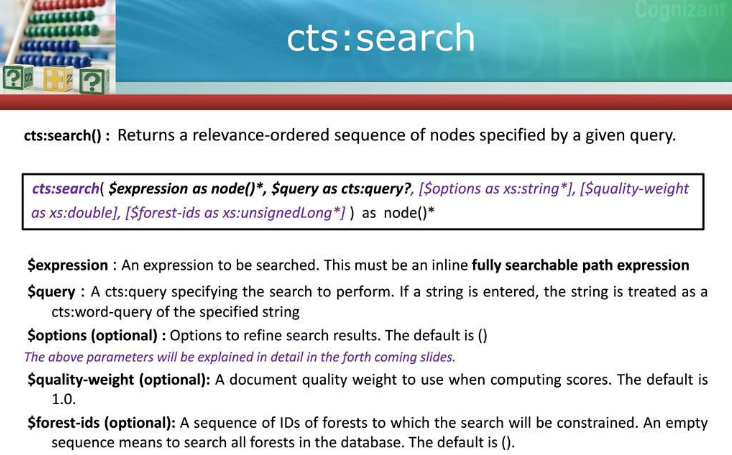 Cognizant
ACADEMY
cts:search
cts:search() : Returns a relevance-ordered sequence of nodes specified by a given query.
cts:search( $expression as node()*, $query as cts:query?, [$options as xs:string*], [$quality-weight
as xs:double], [$forest-ids as xs:unsignedLong*] ) as node()*
$expression : An expression to be searched. This must be an inline fully searchable path expression
$query : A cts:query specifying the search to perform. If a string is entered, the string is treated as a
cts:word-query of the specified string
$options (optional) : Options to refine search results. The default is ()
The above parameters will be explained in detail in the forth coming slides.
$quality-weight (optional): A document quality weight to use when computing scores. The default is
1.0.
$forest-ids (optional): A sequence of IDs of forests to which the search will be constrained. An empty
sequence means to search all forests in the database. The default is ().